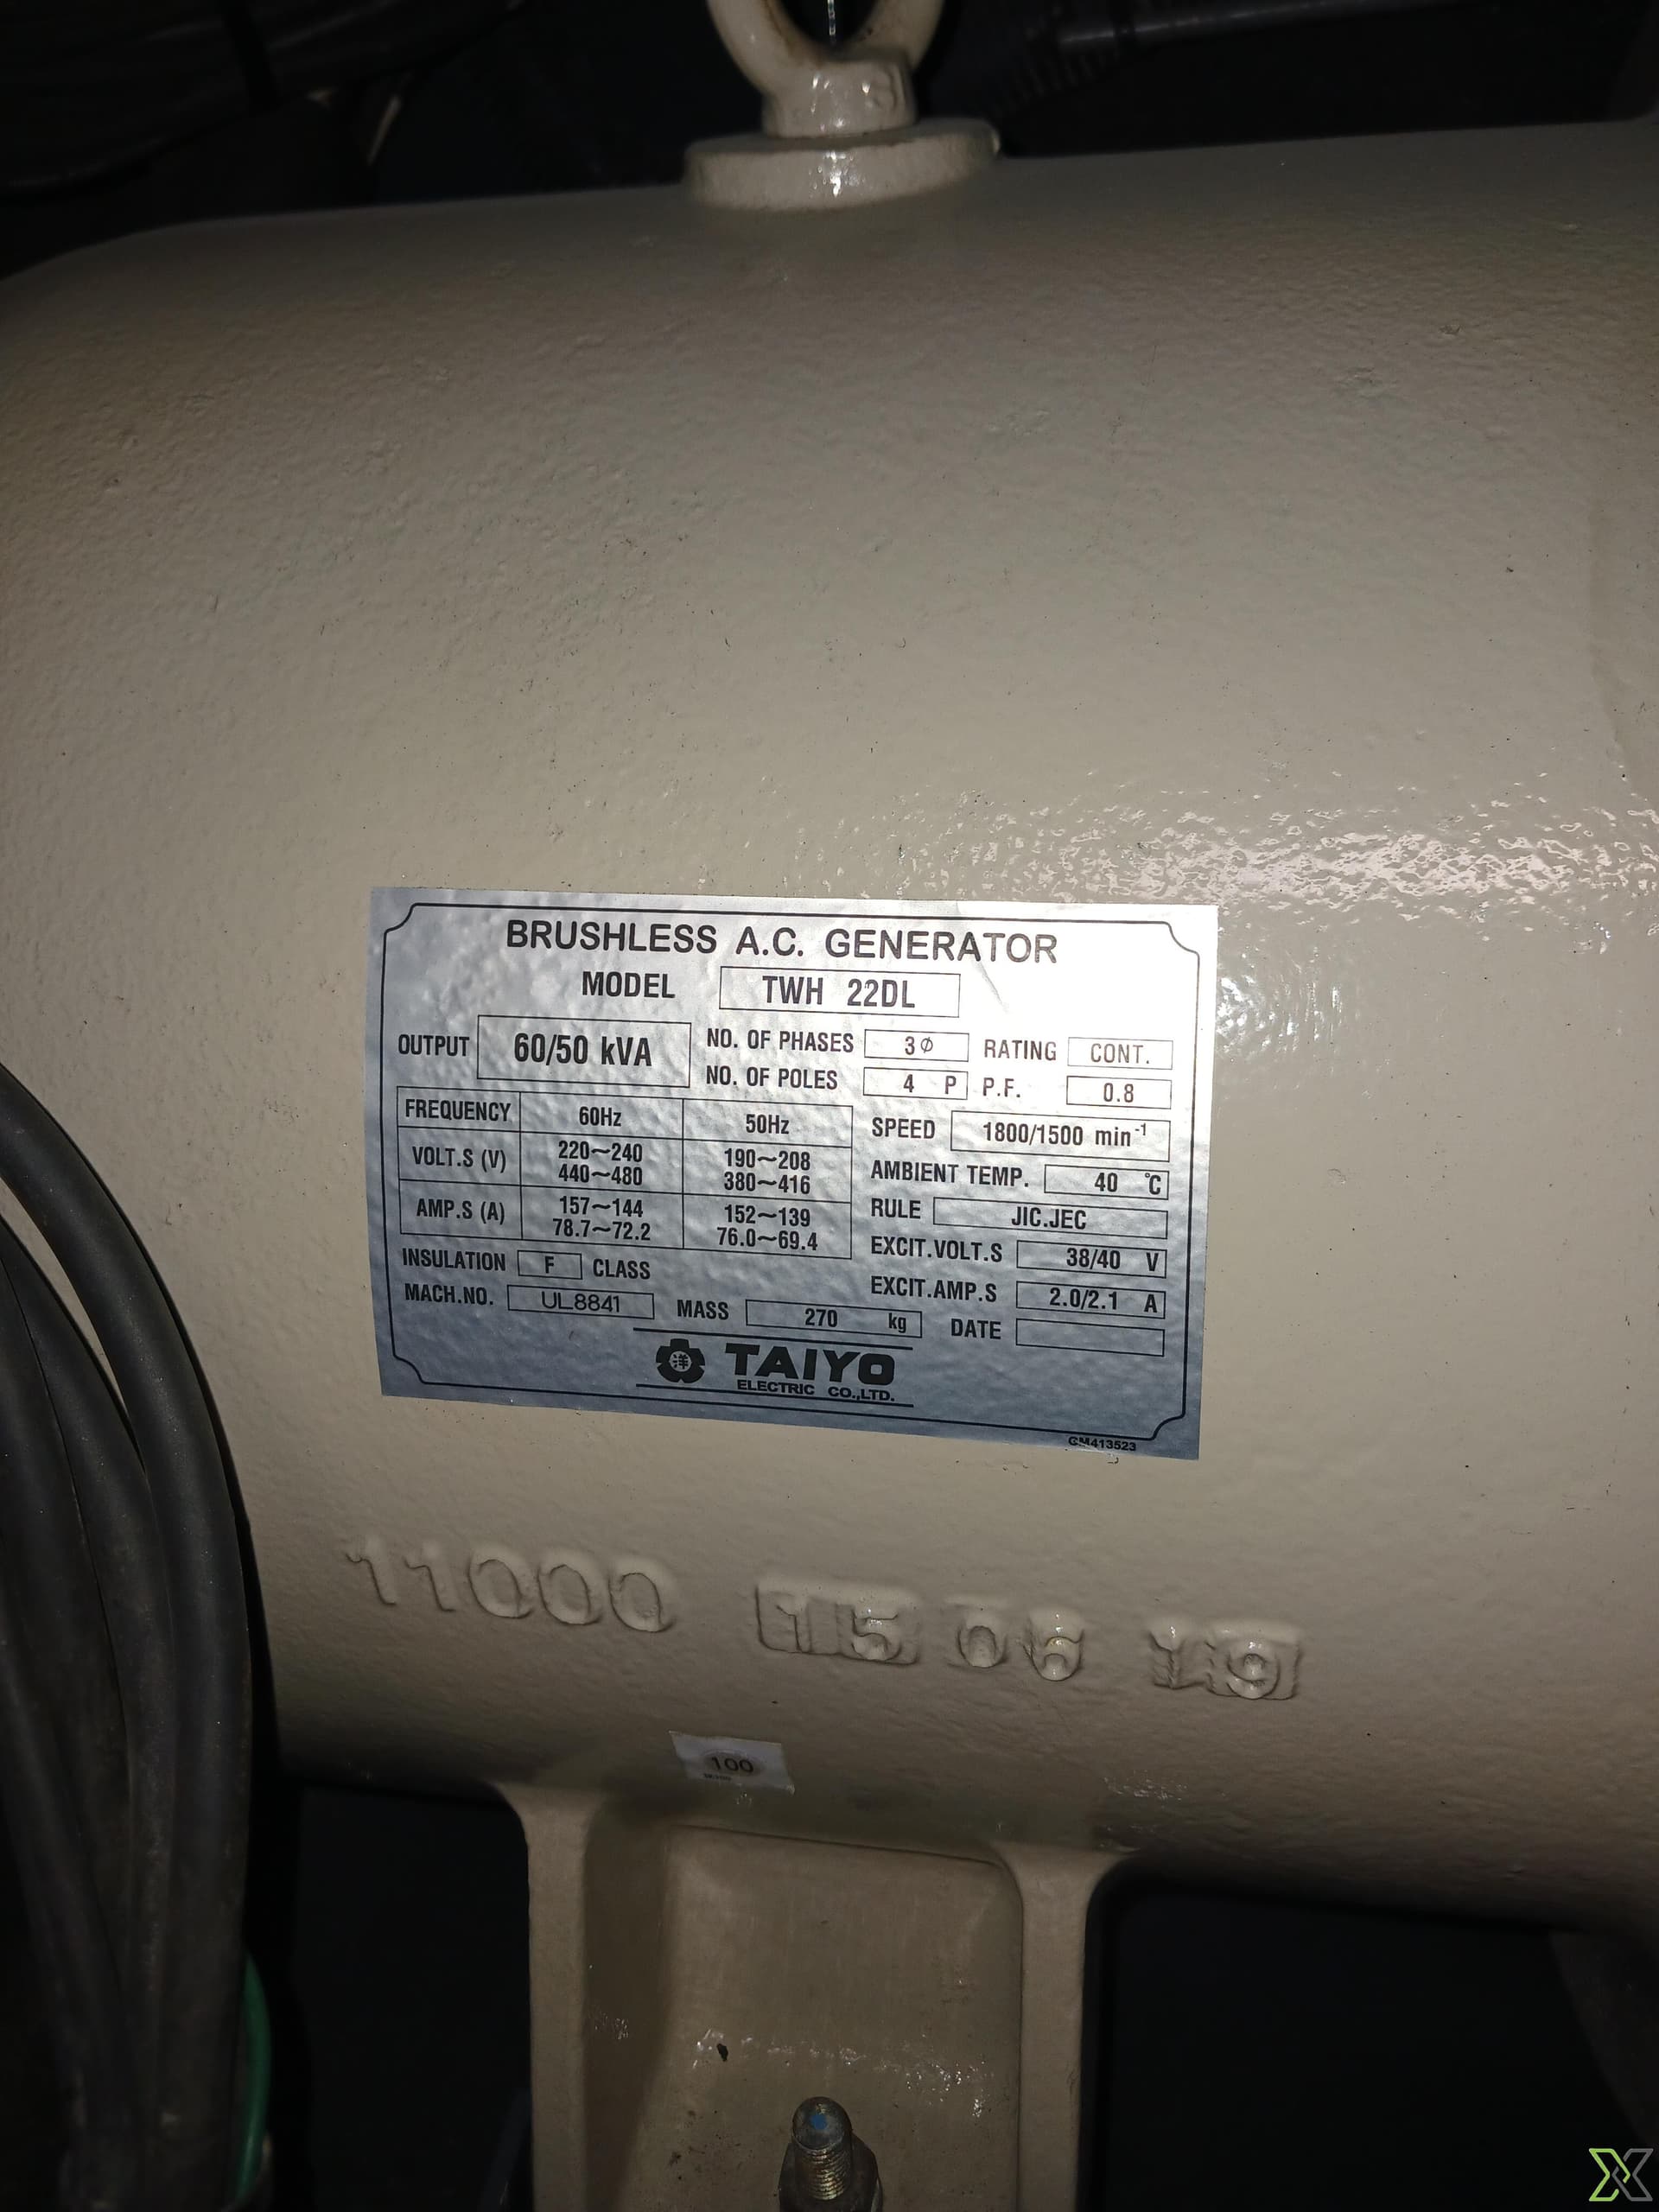 BRUSHLESS A.C. GENERATOR
MODEL TWH 22DL
OUTPUT 60/50 kVA NO. OF PHASES 3∅ RATING CONT.
NO. OF POLES 4 P P.F. 0.8
FREQUENCY 60Hz 50Hz SPEED 1800/1500 min⁻¹
VOLT.S (V) 220~240 190~208
440~480 380~416
AMBIENT TEMP. 40 °C
AMP.S (A) 157~144 152~139
78.7~72.2 76.0~69.4
RULE JIC.JEC
EXCIT.VOLT.S 38/40 V
INSULATION F CLASS
EXCIT.AMP.S 2.0/2.1 A
MACH.NO. UL8841 MASS 270 kg DATE
洋 TAIYO
ELECTRIC CO.,LTD.
GM413523
11000 15 06 19
100